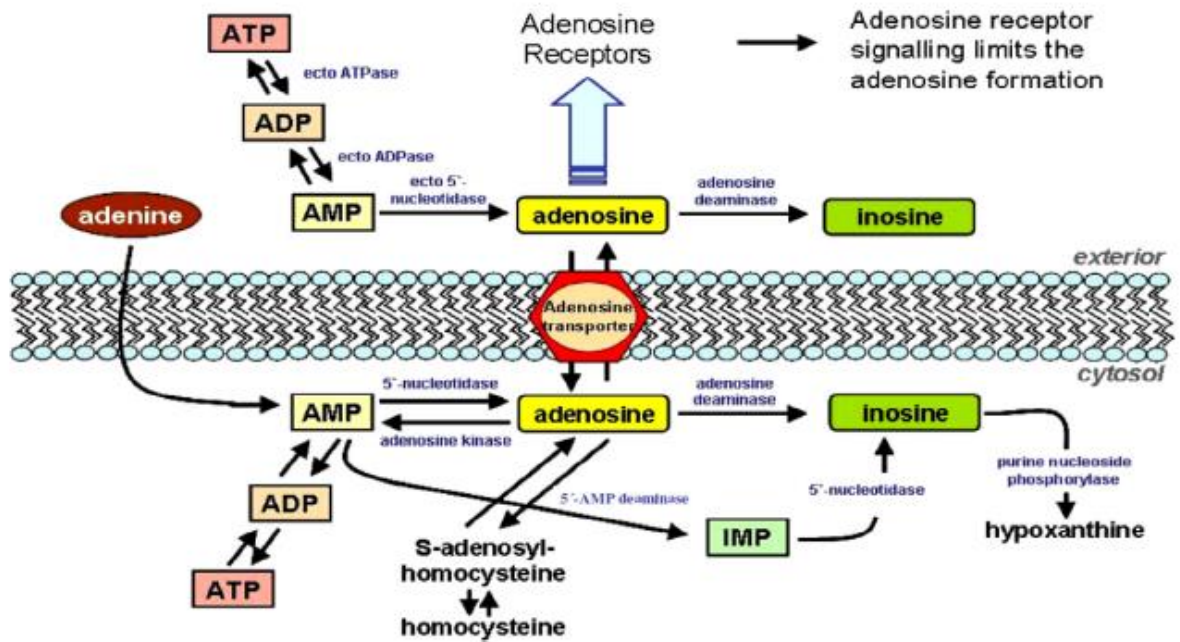 ATP
ecto ATPase
ADP
ecto ADPase
AMP
ecto 5`-
nucleotidase
Adenosine
Receptors
Adenosine receptor
signalling limits the
adenosine formation
adenine
adenosine
adenosine
deaminase
inosine
exterior
Adenosine
transporter
cytosol
AMP
5`-nucleotidase
adenosine kinase
adenosine
adenosine
deaminase
inosine
purine nucleoside
phosphorylase
hypoxanthine
ADP
ATP
5´-AMP deaminase
5`-nucleotidase
IMP
S-adenosyl-
homocysteine
homocysteine